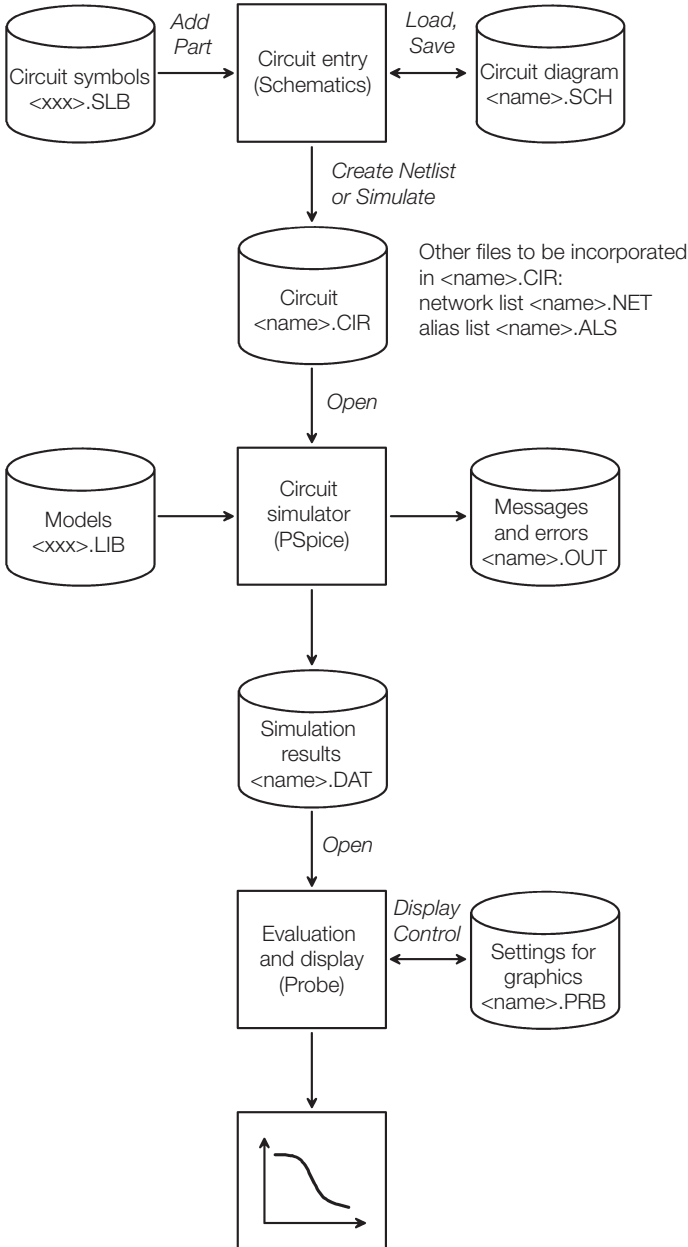 Circuit symbols
<xxx>.SLB
Add
Part
Circuit entry
(Schematics)
Load,
Save
Circuit diagram
<name>.SCH
Create Netlist
or Simulate
Circuit
<name>.CIR
Other files to be incorporated
in <name>.CIR:
network list <name>.NET
alias list <name>.ALS
Open
Models
<xxx>.LIB
Circuit
simulator
(PSpice)
Messages
and errors
<name>.OUT
Simulation
results
<name>.DAT
Open
Evaluation
and display
(Probe)
Display
Control
Settings for
graphics
<name>.PRB